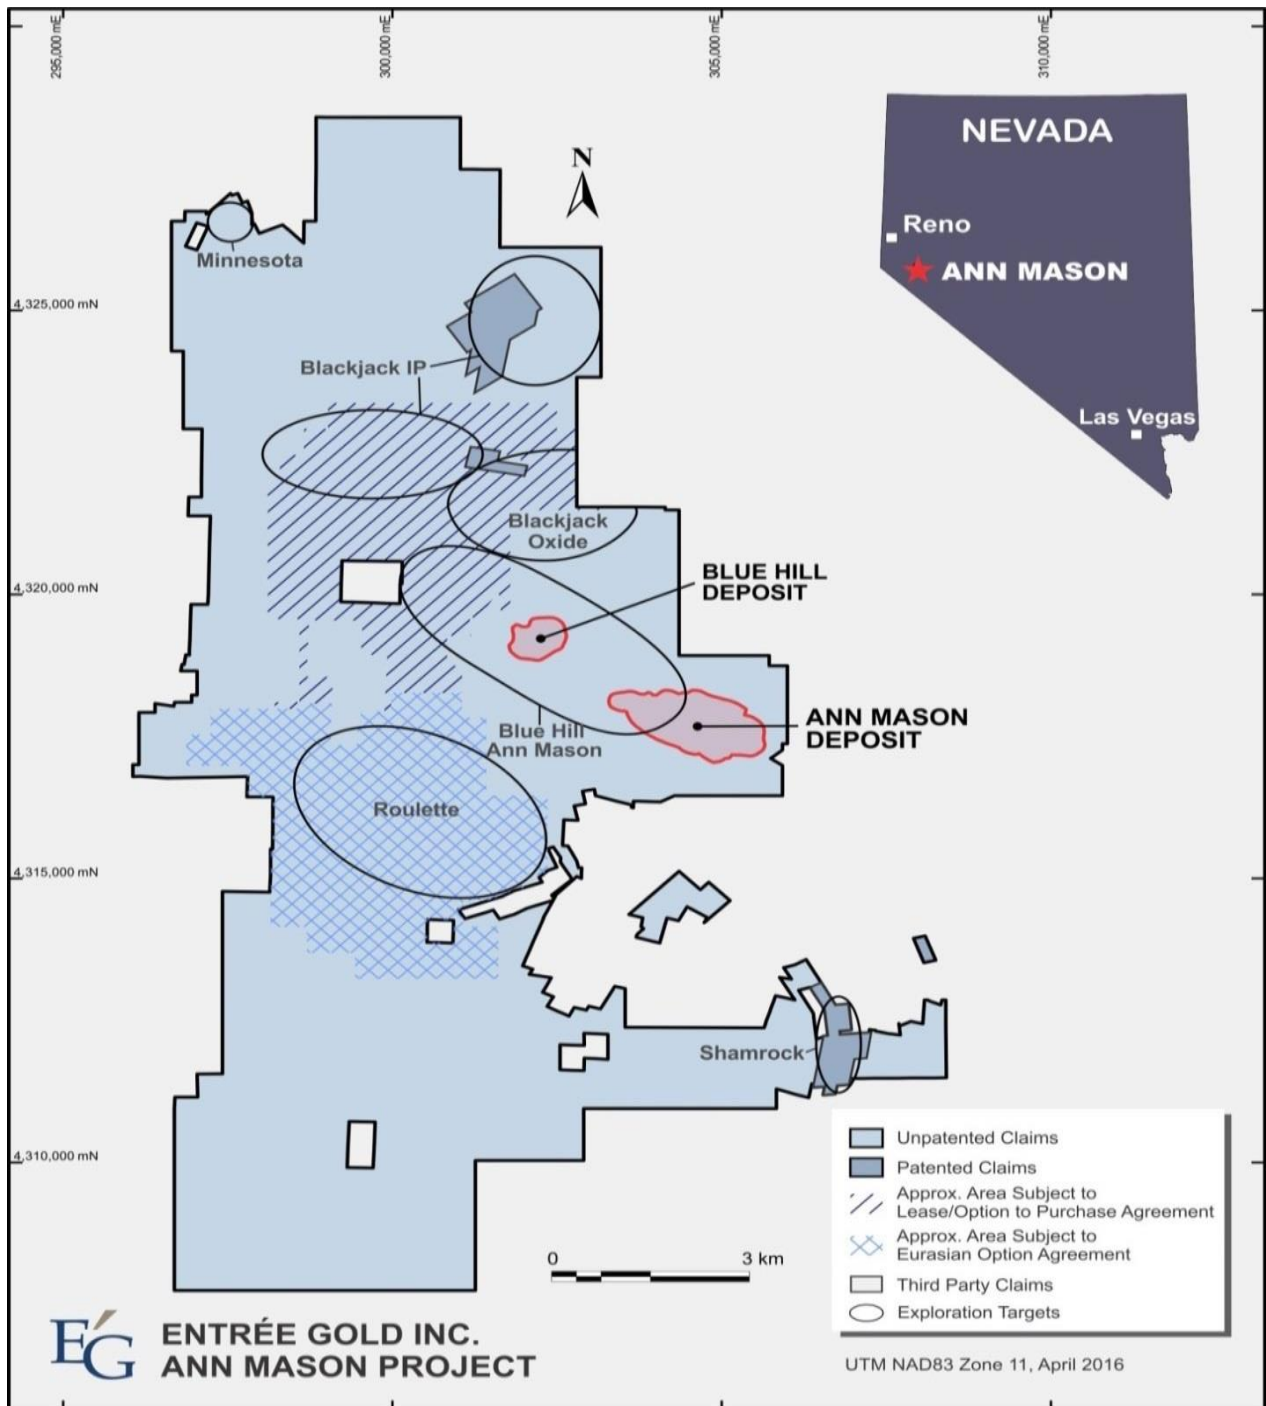 295,000 mE
300,000 mE
305,000 mE
310,000 mE
NEVADA
Reno
ANN MASON
Las Vegas
N
Minnesota
4,325,000 mN
Blackjack IP
Blackjack
Oxide
4,320,000 mN
BLUE HILL
DEPOSIT
ANN MASON
DEPOSIT
Blue Hill
Ann Mason
Roulette
4,315,000 mN
Shamrock
4,310,000 mN
Unpatented Claims
Patented Claims
Approx. Area Subject to
Lease/Option to Purchase Agreement
Approx. Area Subject to
Eurasian Option Agreement
Third Party Claims
Exploration Targets
0 3 km
EG
ENTRÉE GOLD INC.
ANN MASON PROJECT
UTM NAD83 Zone 11, April 2016